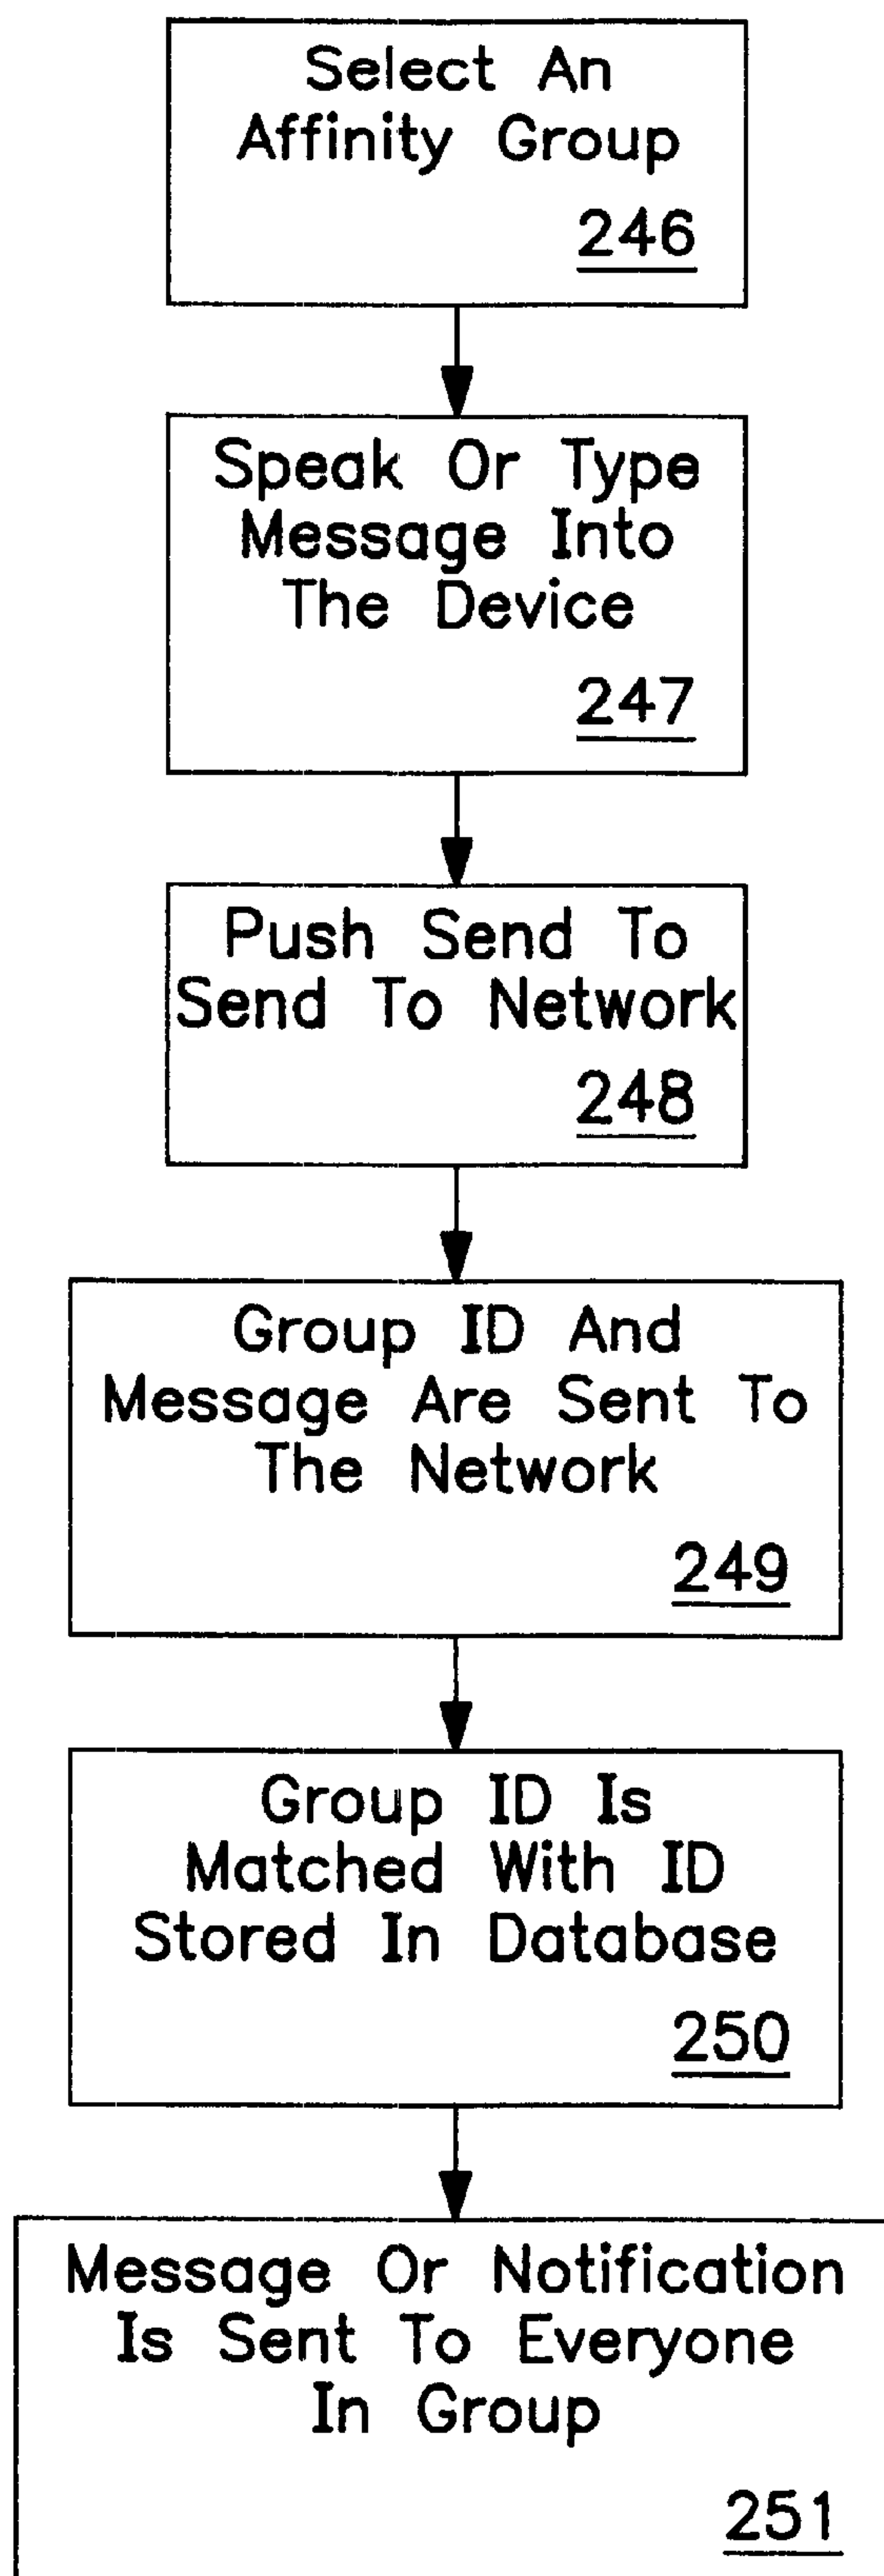 Select An
Affinity Group
246
Speak Or Type
Message Into
The Device
247
Push Send To
Send To Network
248
Group ID And
Message Are Sent To
The Network
249
Group ID Is
Matched With ID
Stored In Database
250
Message Or Notification
Is Sent To Everyone
In Group
251